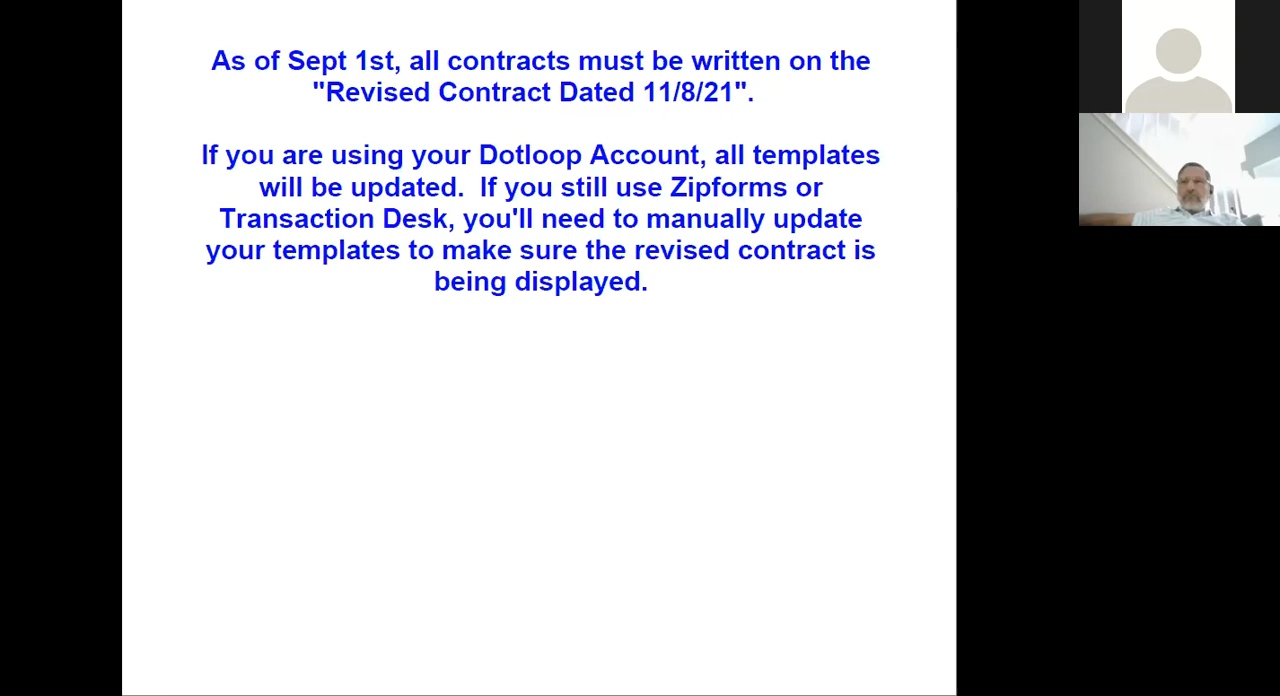 As of Sept 1st, all contracts must be written on the
"Revised Contract Dated 11/8/21".
If you are using your Dotloop Account, all templates
will be updated.  If you still use Zipforms or
Transaction Desk, you'll need to manually update
your templates to make sure the revised contract is
being displayed.